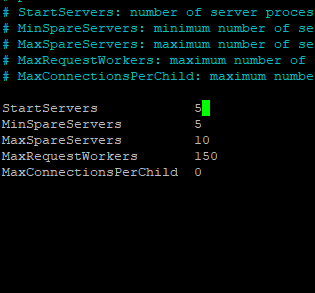 # StartServers: number of server proces
# MinSpareServers: minimum number of se
# MaxSpareServers: maximum number of se
# MaxRequestWorkers: maximum number of
# MaxConnectionsPerChild: maximum numbe
StartServers 5
MinSpareServers 5
MaxSpareServers 10
MaxRequestWorkers 150
MaxConnectionsPerChild 0